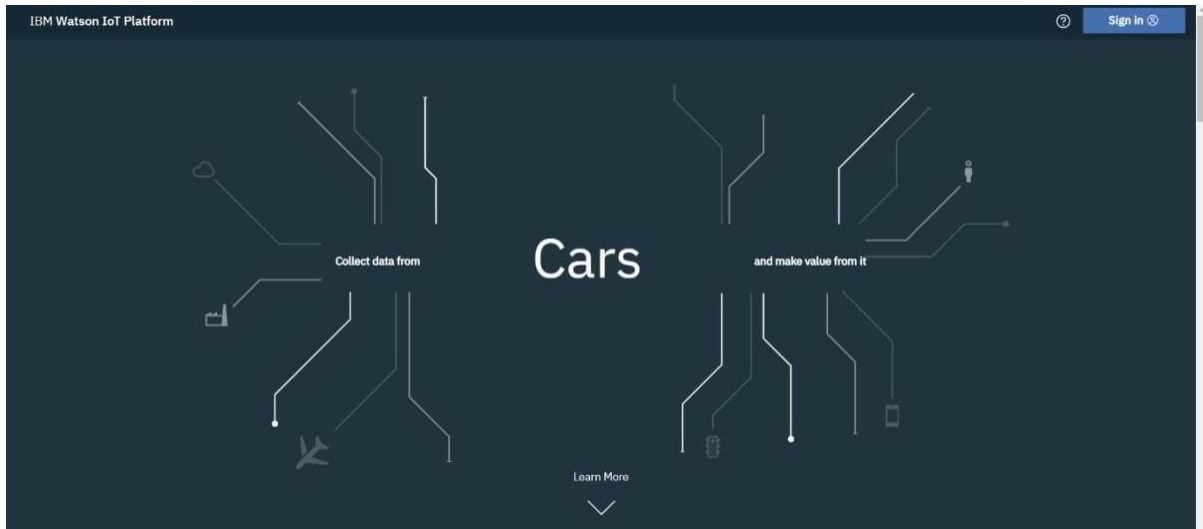 IBM Watson IoT Platform
Sign in
Collect data from
Cars
and make value from it
Learn More